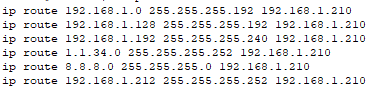 ip route 192.168.1.0 255.255.255.192 192.168.1.210
ip route 192.168.1.128 255.255.255.192 192.168.1.210
ip route 192.168.1.192 255.255.255.240 192.168.1.210
ip route 1.1.34.0 255.255.255.252 192.168.1.210
ip route 8.8.8.0 255.255.255.0 192.168.1.210
ip route 192.168.1.212 255.255.255.252 192.168.1.210